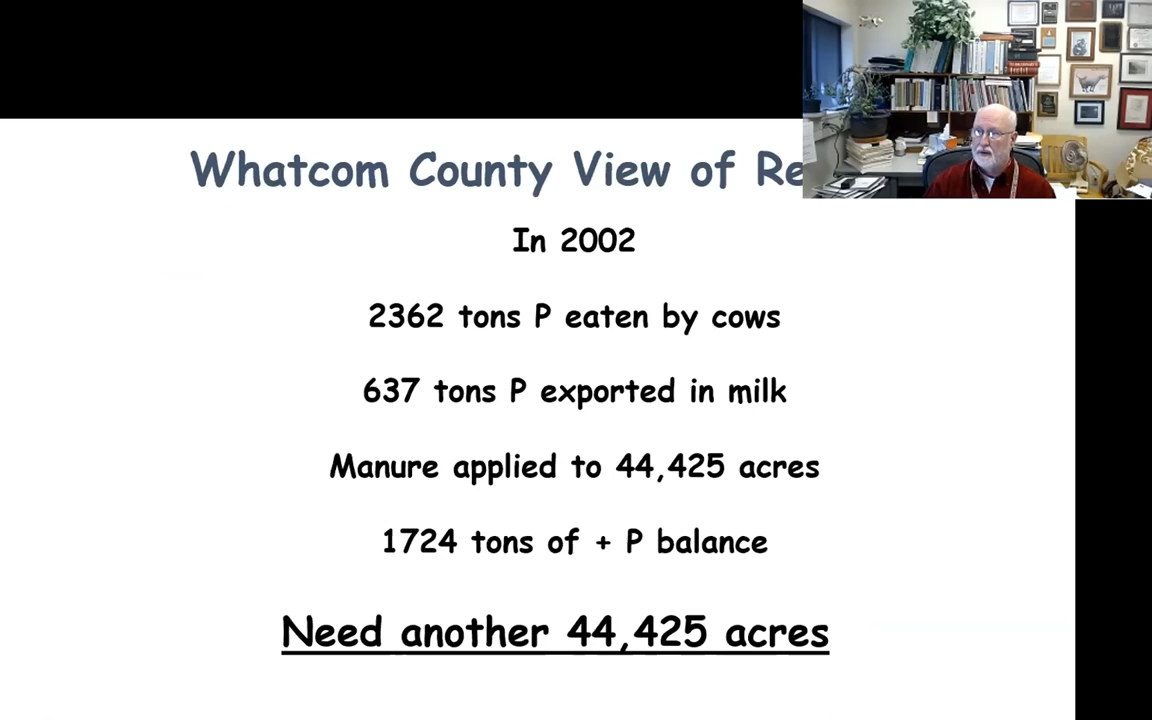 Whatcom County View of
In 2002
2362 tons P eaten by cows
637 tons P exported in milk
Manure applied to 44,425 acres
1724 tons of + P balance
Need another 44,425 acres